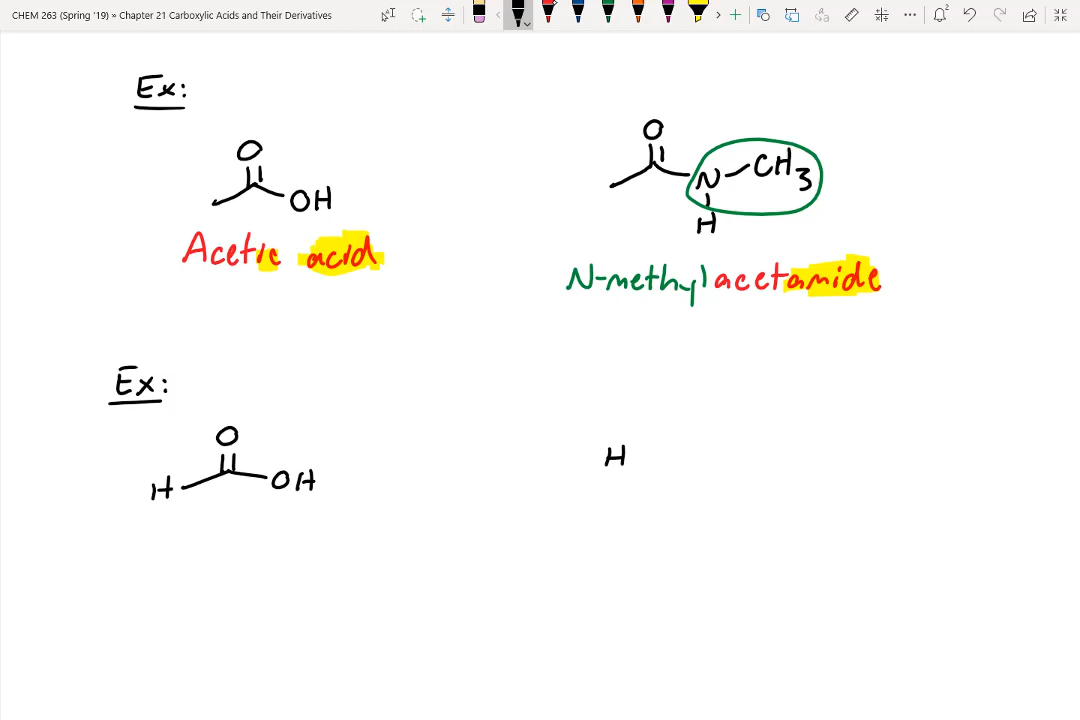 CHEM 263 (Spring '19) » Chapter 21 Carboxylic Acids and Their Derivatives
2
Ex:
O
OH
Acetic acid
O
N CH3
H
N-methylacetamide
Ex:
O
H OH
H